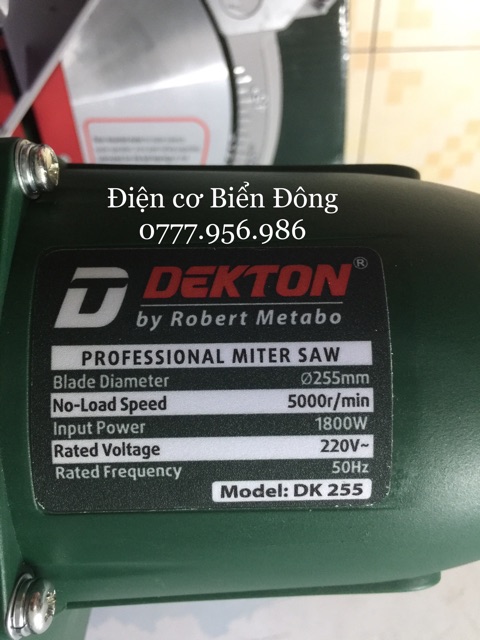 Điện cơ Biển Đông
0777.956.986
DEKTON®
by Robert Metabo
PROFESSIONAL MITER SAW
Blade Diameter Ø255mm
No-Load Speed 5000r/min
Input Power 1800W
Rated Voltage 220V~
Rated Frequency 50Hz
Model: DK 255